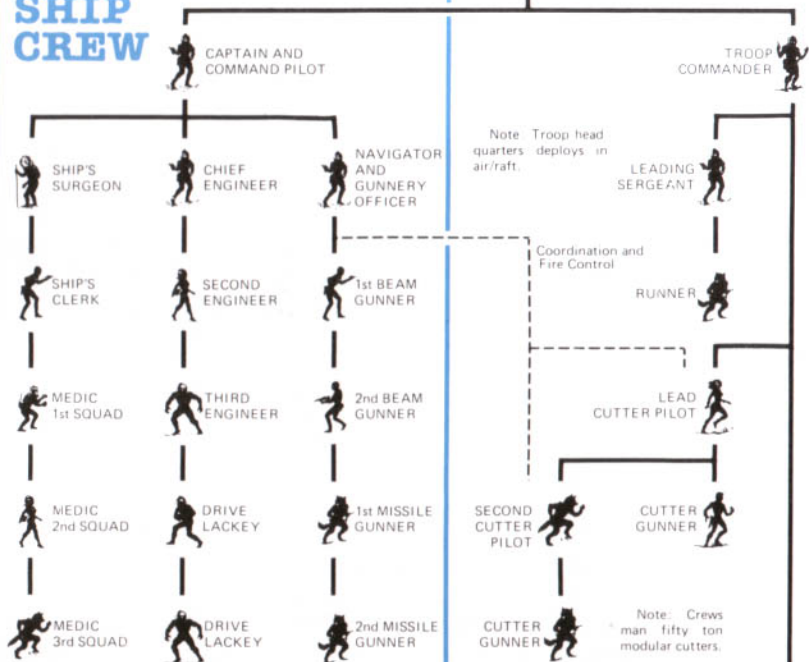 SHIP
CREW
CAPTAIN AND
COMMAND PILOT
TROOP
COMMANDER
SHIP'S
SURGEON
CHIEF
ENGINEER
NAVIGATOR
AND
GUNNERY
OFFICER
Note Troop head
quarters deploys in
air/raft.
LEADING
SERGEANT
Coordination and
Fire Control
SHIP'S
CLERK
SECOND
ENGINEER
1st BEAM
GUNNER
RUNNER
MEDIC
1st SQUAD
THIRD
ENGINEER
2nd BEAM
GUNNER
LEAD
CUTTER PILOT
MEDIC
2nd SQUAD
DRIVE
LACKEY
1st MISSILE
GUNNER
SECOND
CUTTER
PILOT
CUTTER
GUNNER
MEDIC
3rd SQUAD
DRIVE
LACKEY
2nd MISSILE
GUNNER
CUTTER
GUNNER
Note: Crews
man fifty ton
modular cutters.